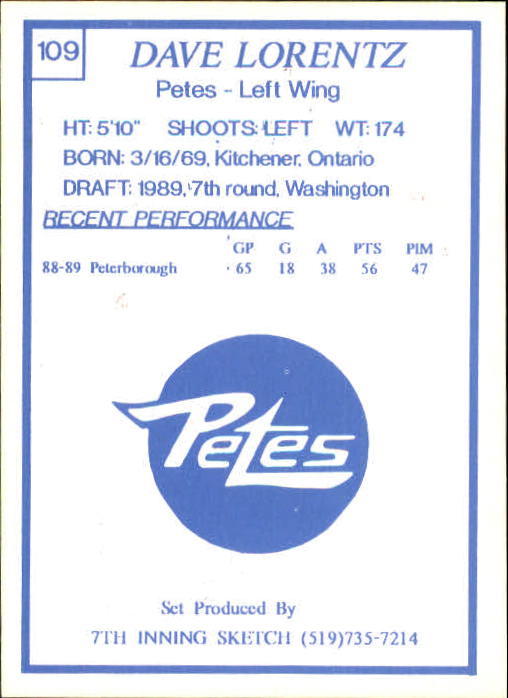 109
DAVE LORENTZ
Petes - Left Wing
HT: 5'10" SHOOTS: LEFT WT: 174
BORN: 3/16/69, Kitchener, Ontario
DRAFT: 1989, 7th round, Washington
RECENT PERFORMANCE
GP G A PTS PIM
88-89 Peterborough 65 18 38 56 47
Petes
Set Produced By
7TH INNING SKETCH (519)735-7214